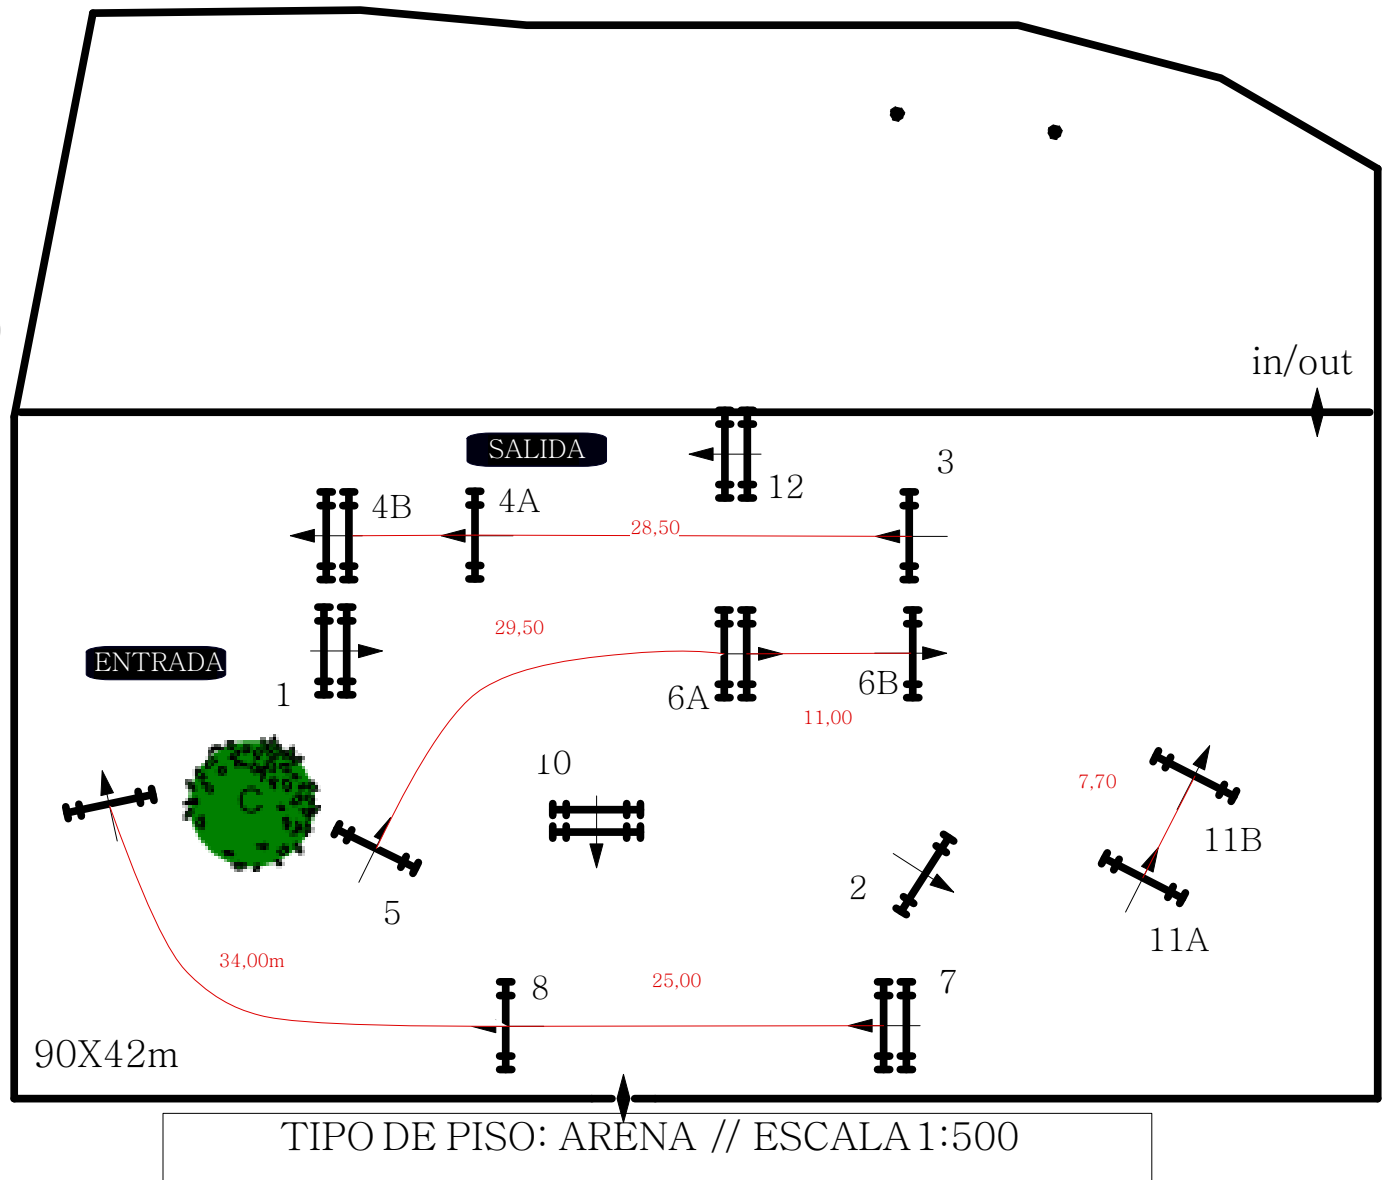 in/out
SALIDA
3
12
4B
4A
28,50
29,50
ENTRADA
1
6A
6B
11,00
10
7,70
C
11B
2
5
11A
34,00m
8
25,00
7
90X42m
TIPO DE PISO: ARENA // ESCALA 1:500